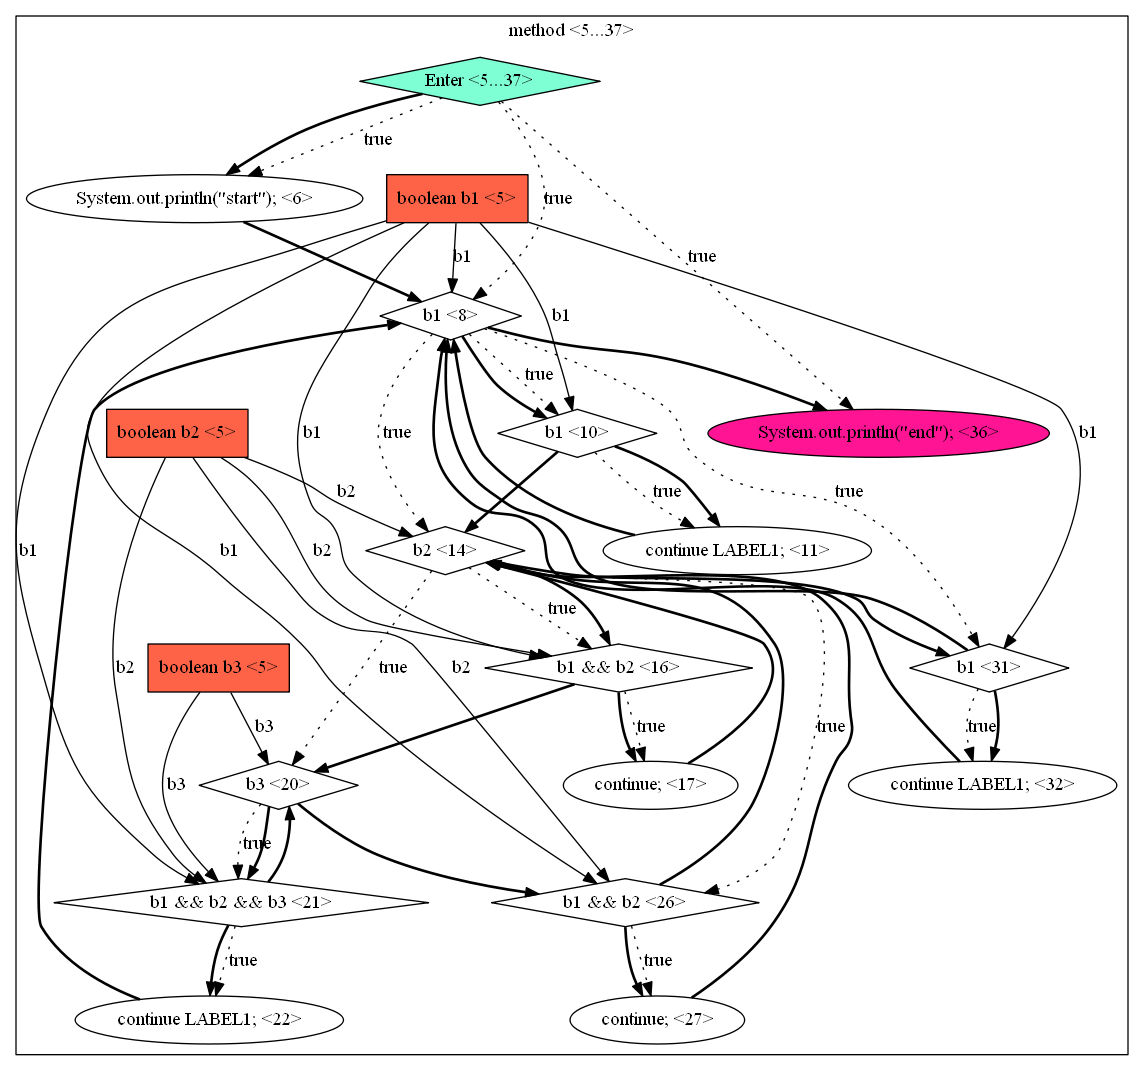 method <5...37>
Enter <5...37>
true
System.out.println("start"); <6>
boolean b1 <5>
true
b1
true
b1 <8>
b1
true
boolean b2 <5>
b1
true
b1 <10>
System.out.println("end"); <36>
b1
b2
true
true
b1
b1
b2
b2 <14>
continue LABEL1; <11>
true
boolean b3 <5>
b2
true
b2
b1 && b2 <16>
b1 <31>
b3
true
true
true
b3 <20>
b3
continue; <17>
continue LABEL1; <32>
true
b1 && b2 && b3 <21>
b1 && b2 <26>
true
true
continue LABEL1; <22>
continue; <27>